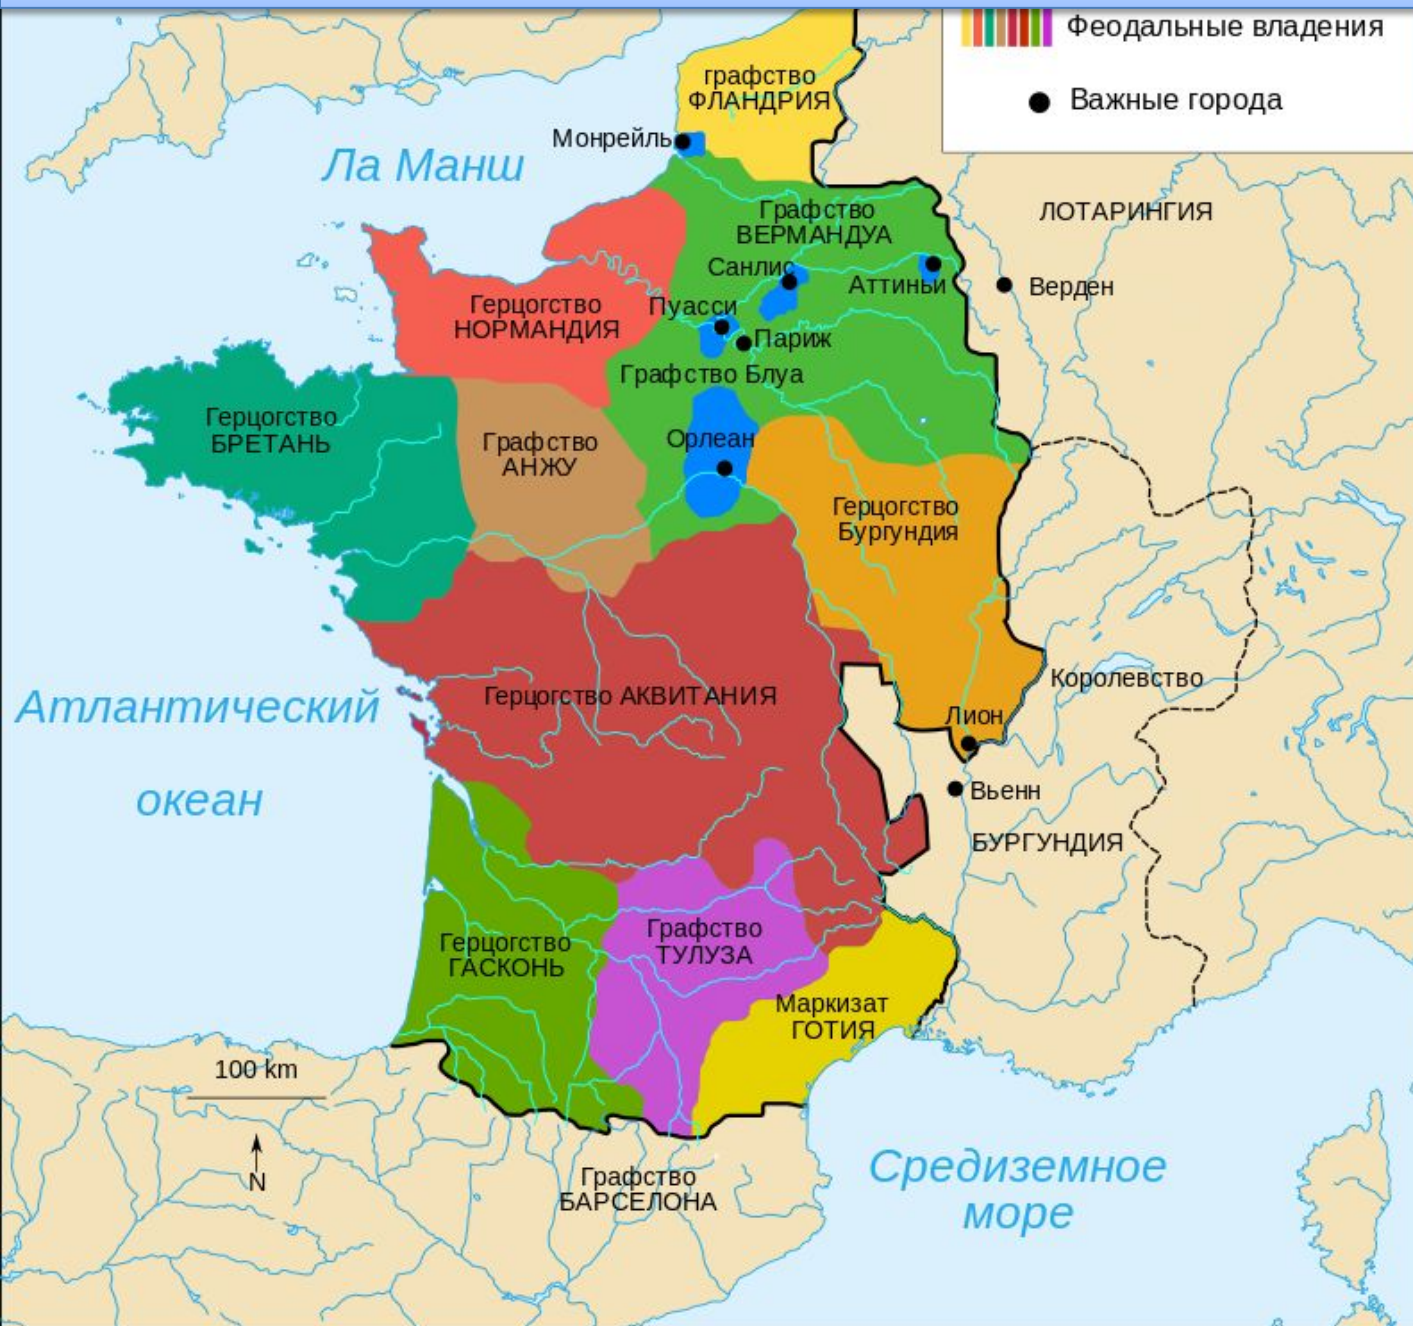 Феодальные владения
Важные города
графство
ФЛАНДРИЯ
Монрейль
Ла Манш
ЛОТАРИНГИЯ
Графство
ВЕРМАНДУА
Санлис
Аттиньи
Верден
Герцогство
НОРМАНДИЯ
Пуасси
Париж
Графство Блуа
Герцогство
БРЕТАНЬ
Графство
АНЖУ
Орлеан
Герцогство
Бургундия
Атлантический
океан
Герцогство АКВИТАНИЯ
Королевство
Лион
Вьенн
БУРГУНДИЯ
Герцогство
ГАСКОНЬ
Графство
ТУЛУЗА
Маркизат
ГОТИЯ
100 km
N
Графство
БАРСЕЛОНА
Средиземное
море